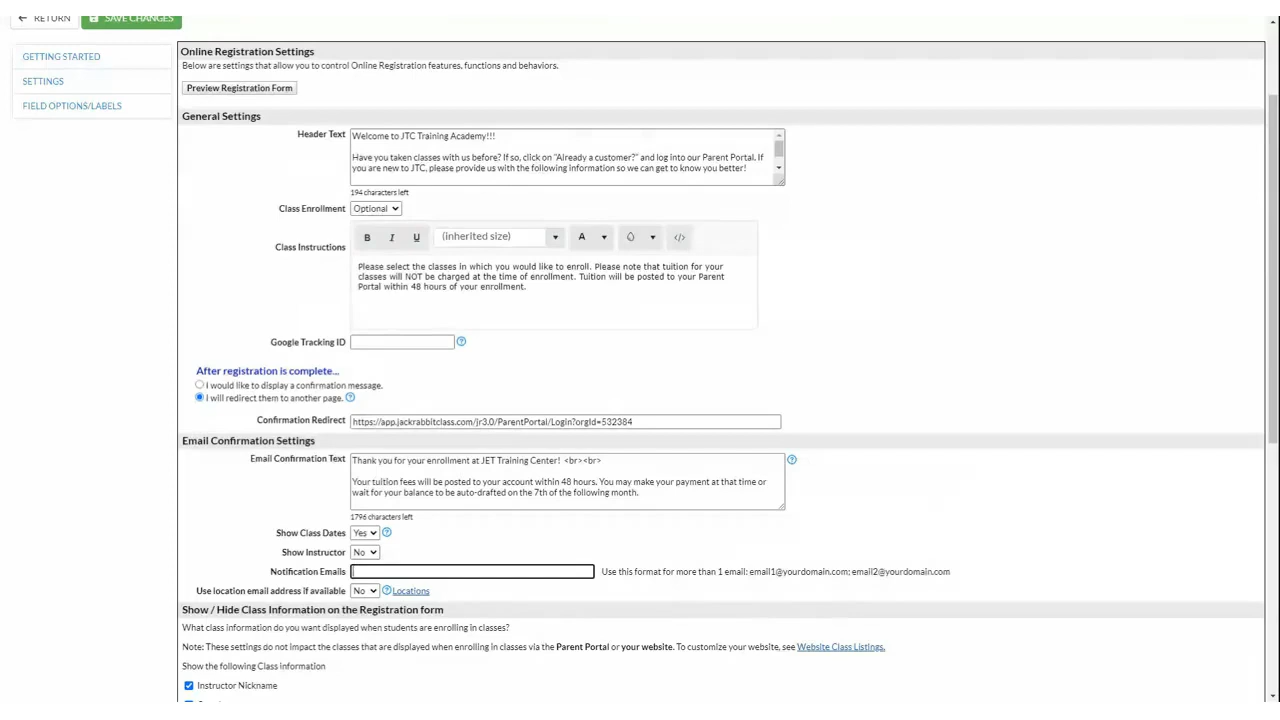 RETURN
SAVE CHANGES
GETTING STARTED
SETTINGS
FIELD OPTIONS/LABELS
Online Registration Settings
Below are settings that allow you to control Online Registration features, functions and behaviors.
Preview Registration Form
General Settings
Header Text
Welcome to JTC Training Academy!!!
Have you taken classes with us before? If so, click on "Already a customer?" and log into our Parent Portal. If
you are new to JTC, please provide us with the following information so we can get to know you better!
194 characters left
Class Enrollment Optional
Class Instructions
B I U (inherited size) A </>
Please select the classes in which you would like to enroll. Please note that tuition for your
classes will NOT be charged at the time of enrollment. Tuition will be posted to your Parent
Portal within 48 hours of your enrollment.
Google Tracking ID ?
After registration is complete...
I would like to display a confirmation message.
I will redirect them to another page. ?
Confirmation Redirect https://app.jackrabbitclass.com/jr3.0/ParentPortal/Login?orgId=532384
Email Confirmation Settings
Email Confirmation Text
Thank you for your enrollment at JET Training Center! <br><br>
Your tuition fees will be posted to your account within 48 hours. You may make your payment at that time or
wait for your balance to be auto-drafted on the 7th of the following month.
?
1796 characters left
Show Class Dates Yes ?
Show Instructor No
Notification Emails Use this format for more than 1 email: email1@yourdomain.com; email2@yourdomain.com
Use location email address if available No ? Locations
Show / Hide Class Information on the Registration form
What class information do you want displayed when students are enrolling in classes?
Note: These settings do not impact the classes that are displayed when enrolling in classes via the Parent Portal or your website. To customize your website, see Website Class Listings.
Show the following Class information
Instructor Nickname